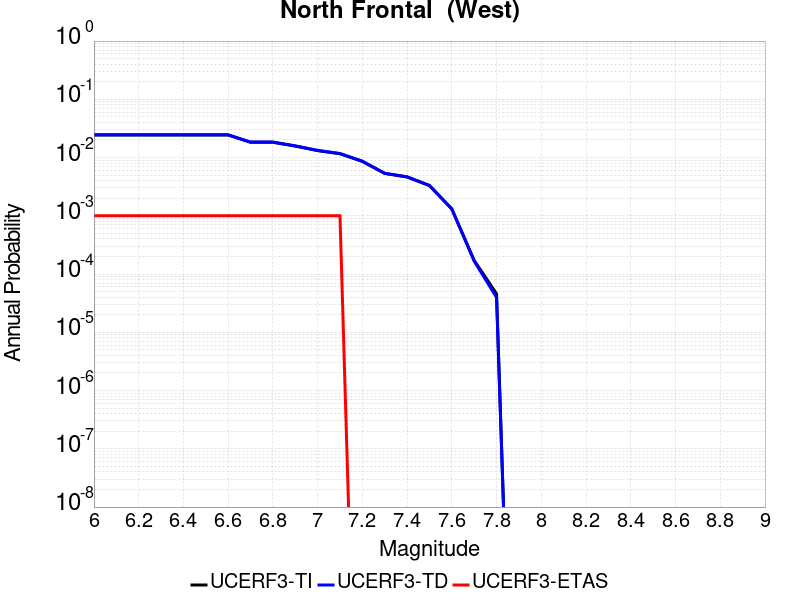 North Frontal  (West)
10^0
10^-1
10^-2
10^-3
10^-4
10^-5
10^-6
10^-7
10^-8
Annual Probability
6 6.2 6.4 6.6 6.8 7 7.2 7.4 7.6 7.8 8 8.2 8.4 8.6 8.8 9
Magnitude
UCERF3-TI UCERF3-TD UCERF3-ETAS